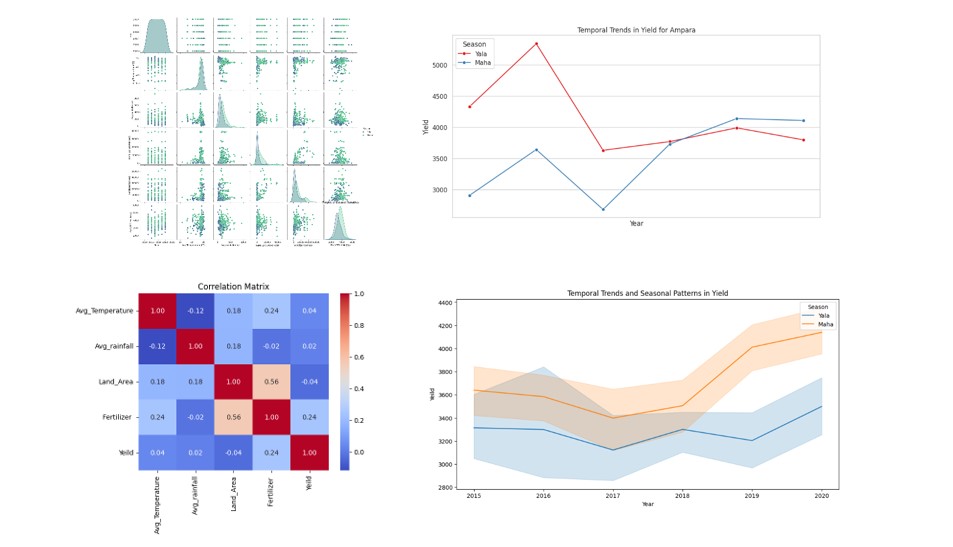 Temporal Trends in Yield for Ampara
Season
Yala
Maha
5000
4500
4000
3500
3000
Yield
Year
Correlation Matrix
Avg_Temperature 1.00 -0.12 0.18 0.24 0.04
Avg_rainfall -0.12 1.00 0.18 -0.02 0.02
Land_Area 0.18 0.18 1.00 0.56 -0.04
Fertilizer 0.24 -0.02 0.56 1.00 0.24
Yeild 0.04 0.02 -0.04 0.24 1.00
Avg_Temperature Avg_rainfall Land_Area Fertilizer Yeild
1.0
0.8
0.6
0.4
0.2
0.0
Temporal Trends and Seasonal Patterns in Yield
Season
Yala
Maha
4400
4200
4000
3800
3600
3400
3200
3000
2800
Yeild
2015 2016 2017 2018 2019 2020
Year